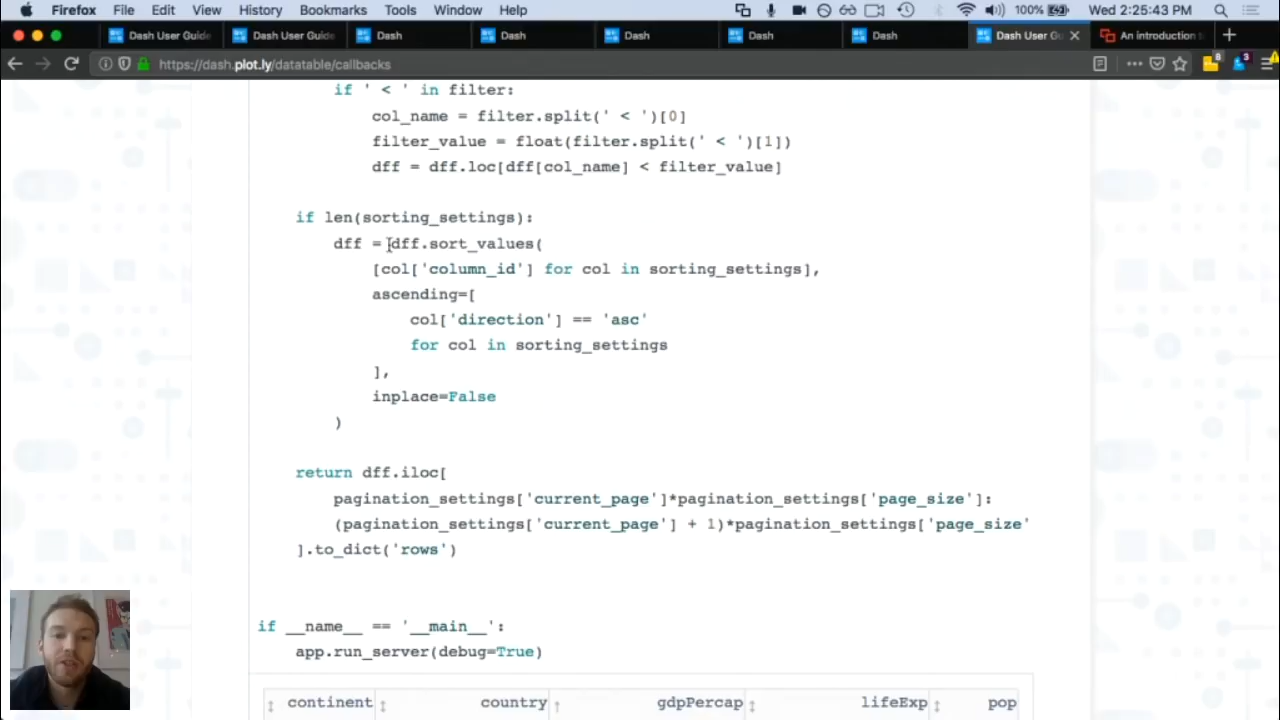 Firefox File Edit View History Bookmarks Tools Window Help 100% Wed 2:25:43 PM
Dash User Guide Dash User Guide Dash Dash Dash Dash Dash Dash User Gu An introduction
https://dash.plot.ly/datatable/callbacks
8 3
if ' < ' in filter:
col_name = filter.split(' < ')[0]
filter_value = float(filter.split(' < ')[1])
dff = dff.loc[dff[col_name] < filter_value]
if len(sorting_settings):
dff = dff.sort_values(
[col['column_id'] for col in sorting_settings],
ascending=[
col['direction'] == 'asc'
for col in sorting_settings
],
inplace=False
)
return dff.iloc[
pagination_settings['current_page']*pagination_settings['page_size']:
(pagination_settings['current_page'] + 1)*pagination_settings['page_size'
].to_dict('rows')
if __name__ == '__main__':
app.run_server(debug=True)
continent country gdpPercap lifeExp pop